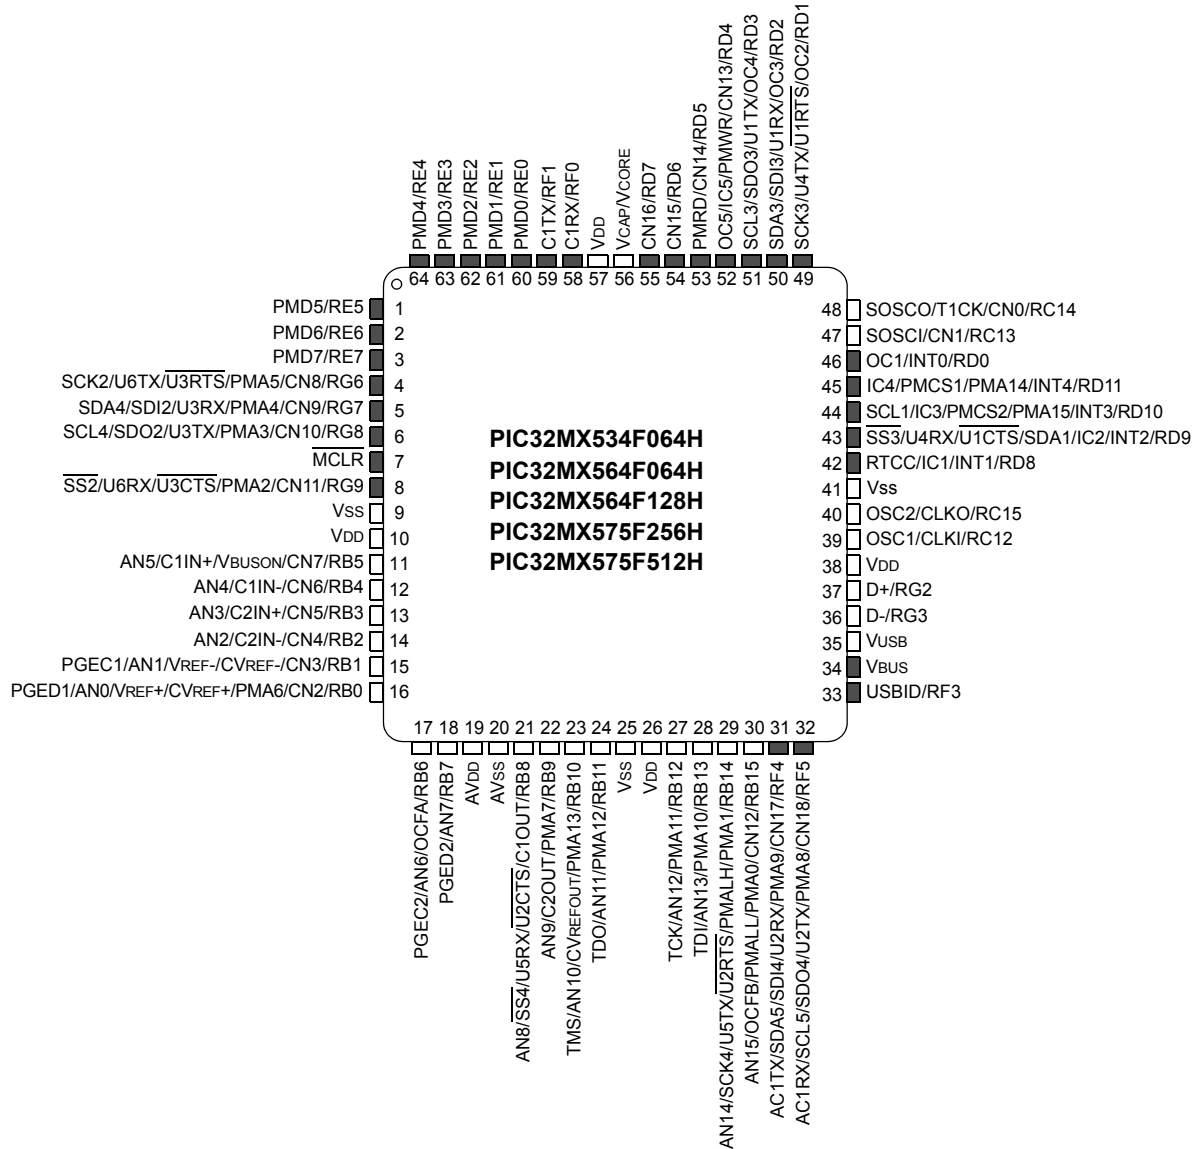 PMD4/RE4
PMD3/RE3
PMD2/RE2
PMD1/RE1
PMD0/RE0
C1TX/RF1
C1RX/RF0
VDD
VCAP/VCORE
CN16/RD7
CN15/RD6
PMRD/CN14/RD5
OC5/IC5/PMWR/CN13/RD4
SCL3/SDO3/U1TX/OC4/RD3
SDA3/SDI3/U1RX/OC3/RD2
SCK3/U4TX/U1RTS/OC2/RD1
64 63 62 61 60 59 58 57 56 55 54 53 52 51 50 49
PMD5/RE5 1
PMD6/RE6 2
PMD7/RE7 3
SCK2/U6TX/U3RTS/PMA5/CN8/RG6 4
SDA4/SDI2/U3RX/PMA4/CN9/RG7 5
SCL4/SDO2/U3TX/PMA3/CN10/RG8 6
MCLR 7
SS2/U6RX/U3CTS/PMA2/CN11/RG9 8
VSS 9
VDD 10
AN5/C1IN+/VBUSON/CN7/RB5 11
AN4/C1IN-/CN6/RB4 12
AN3/C2IN+/CN5/RB3 13
AN2/C2IN-/CN4/RB2 14
PGEC1/AN1/VREF-/CVREF-/CN3/RB1 15
PGED1/AN0/VREF+/CVREF+/PMA6/CN2/RB0 16
PIC32MX534F064H
PIC32MX564F064H
PIC32MX564F128H
PIC32MX575F256H
PIC32MX575F512H
48 SOSCO/T1CK/CN0/RC14
47 SOSCI/CN1/RC13
46 OC1/INT0/RD0
45 IC4/PMCS1/PMA14/INT4/RD11
44 SCL1/IC3/PMCS2/PMA15/INT3/RD10
43 SS3/U4RX/U1CTS/SDA1/IC2/INT2/RD9
42 RTCC/IC1/INT1/RD8
41 Vss
40 OSC2/CLKO/RC15
39 OSC1/CLKI/RC12
38 VDD
37 D+/RG2
36 D-/RG3
35 VUSB
34 VBUS
33 USBID/RF3
17 18 19 20 21 22 23 24 25 26 27 28 29 30 31 32
PGEC2/AN6/OCFA/RB6
PGED2/AN7/RB7
AVDD
AVSS
AN8/SS4/U5RX/U2CTS/C1OUT/RB8
AN9/C2OUT/PMA7/RB9
TMS/AN10/CVREFOUT/PMA13/RB10
TDO/AN11/PMA12/RB11
VSS
VDD
TCK/AN12/PMA11/RB12
TDI/AN13/PMA10/RB13
AN14/SCK4/U5TX/U2RTS/PMALH/PMA1/RB14
AN15/OCFB/PMALL/PMA0/CN12/RB15
AC1TX/SDA5/SDI4/U2RX/PMA9/CN17/RF4
AC1RX/SCL5/SDO4/U2TX/PMA8/CN18/RF5